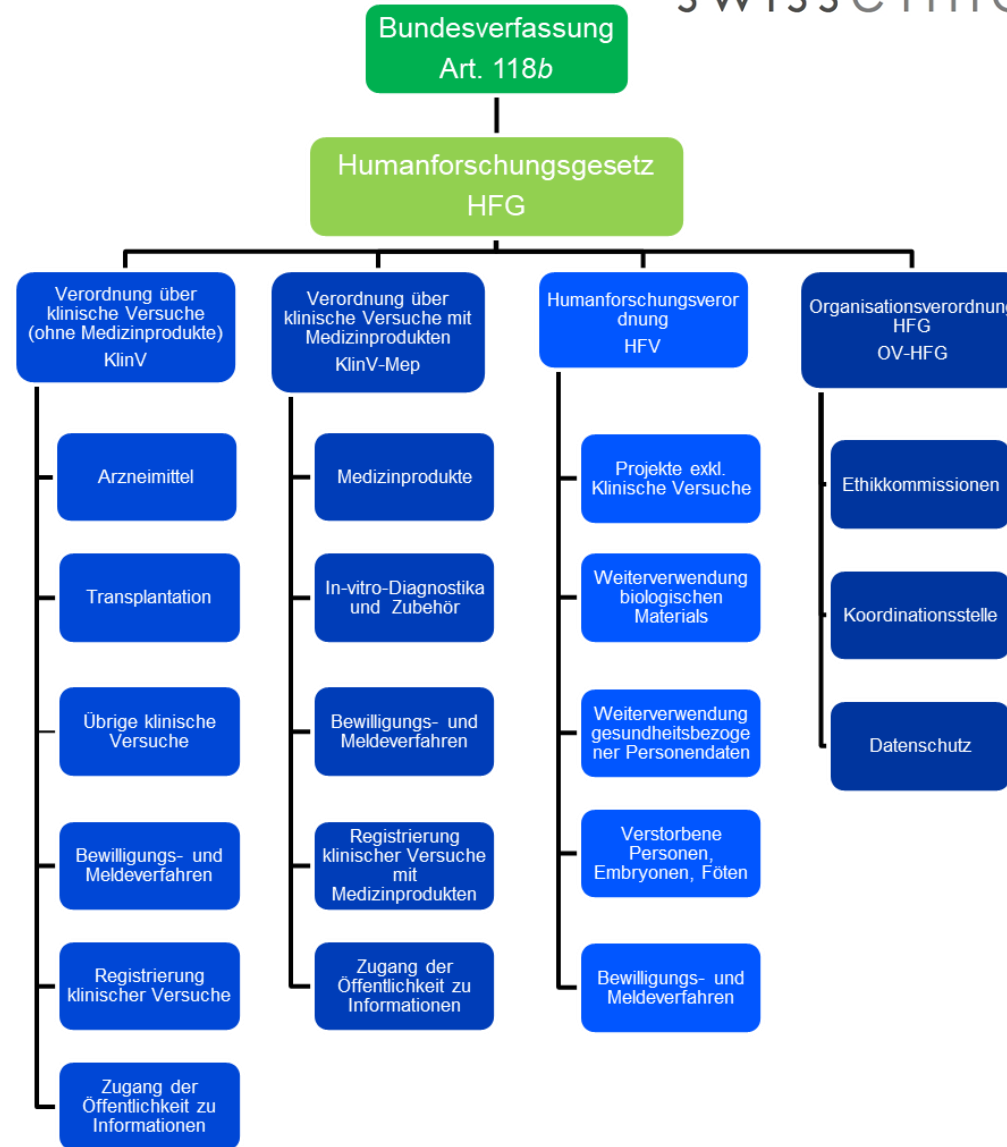 Bundesverfassung
Art. 118b
Humanforschungsgesetz
HFG
Verordnung über
klinische Versuche
(ohne Medizinprodukte)
KlinV
Arzneimittel
Transplantation
Übrige klinische
Versuche
Bewilligungs- und
Meldeverfahren
Registrierung
klinischer Versuche
Zugang der
Öffentlichkeit zu
Informationen
Verordnung über
klinische Versuche mit
Medizinprodukten
KlinV-Mep
Medizinprodukte
In-vitro-Diagnostika
und Zubehör
Bewilligungs- und
Meldeverfahren
Registrierung
klinischer Versuche
mit
Medizinprodukten
Zugang der
Öffentlichkeit zu
Informationen
Humanforschungsveror
dnung
HFV
Projekte exkl.
Klinische Versuche
Weiterverwendung
biologischen
Materials
Weiterverwendung
gesundheitsbezoge
ner Personendaten
Verstorbene
Personen,
Embryonen, Föten
Bewilligungs- und
Meldeverfahren
Organisationsverordnung
HFG
OV-HFG
Ethikkommissionen
Koordinationsstelle
Datenschutz